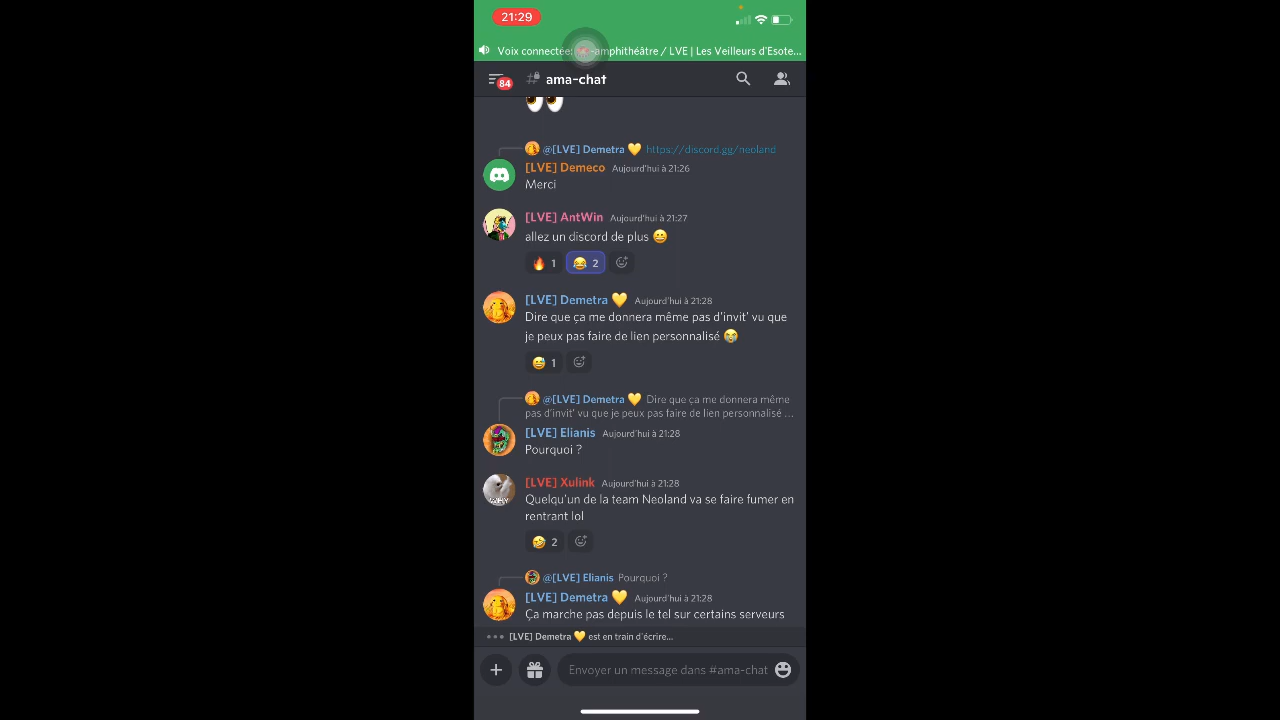 21:29
Voix connectée: -amphithéâtre / LVE | Les Veilleurs d'Esote...
84
ama-chat
@[LVE] Demetra 💛 https://discord.gg/neoland
[LVE] Demeco Aujourd'hui à 21:26
Merci
[LVE] AntWin Aujourd'hui à 21:27
allez un discord de plus 😄
🔥 1 😂 2
[LVE] Demetra 💛 Aujourd'hui à 21:28
Dire que ça me donnera même pas d'invit' vu que
je peux pas faire de lien personnalisé 😭
😅 1
@[LVE] Demetra 💛 Dire que ça me donnera même
pas d'invit' vu que je peux pas faire de lien personnalisé ...
[LVE] Elianis Aujourd'hui à 21:28
Pourquoi ?
[LVE] Xulink Aujourd'hui à 21:28
Quelqu'un de la team Neoland va se faire fumer en
rentrant lol
🤣 2
@[LVE] Elianis Pourquoi ?
[LVE] Demetra 💛 Aujourd'hui à 21:28
Ça marche pas depuis le tel sur certains serveurs
[LVE] Demetra 💛 est en train d'écrire...
Envoyer un message dans #ama-chat